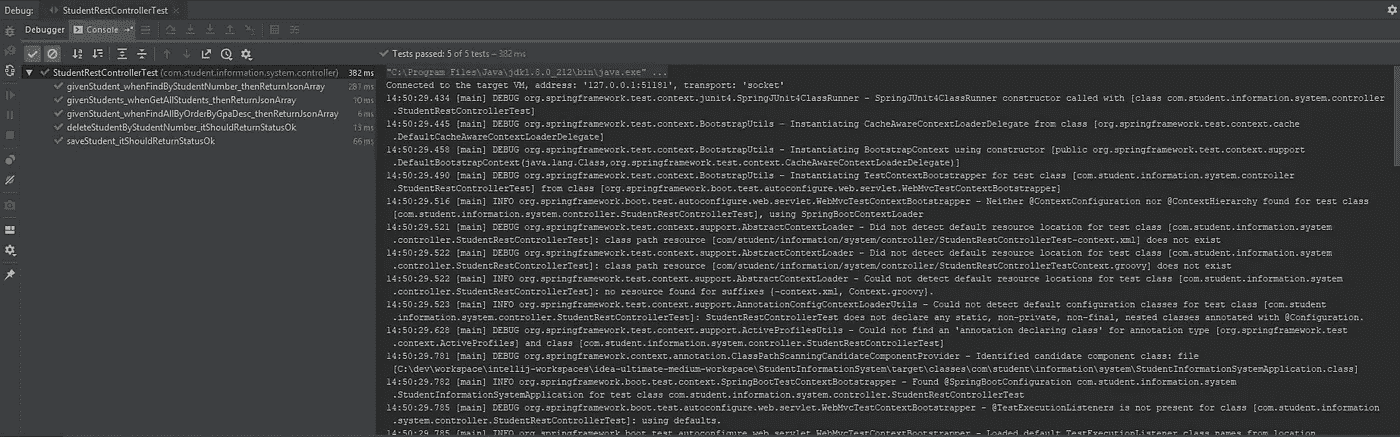 Debug: StudentRestControllerTest
Debugger Console
Tests passed: 5 of 5 tests – 382 ms
StudentRestControllerTest (com.student.information.system.controller) 382 ms
givenStudent_whenFindByStudentNumber_thenReturnJsonArray 287 ms
givenStudents_whenGetAllStudents_thenReturnJsonArray 10 ms
givenStudent_whenFindAllByOrderByGpaDesc_thenReturnJsonArray 6 ms
deleteStudentByStudentNumber_itShouldReturnStatusOk 13 ms
saveStudent_itShouldReturnStatusOk 66 ms
"C:\Program Files\Java\jdk1.8.0_212\bin\java.exe" ...
Connected to the target VM, address: '127.0.0.1:51181', transport: 'socket'
14:50:29.434 [main] DEBUG org.springframework.test.context.junit4.SpringJUnit4ClassRunner - SpringJUnit4ClassRunner constructor called with [class com.student.information.system.controller
.StudentRestControllerTest]
14:50:29.445 [main] DEBUG org.springframework.test.context.BootstrapUtils - Instantiating CacheAwareContextLoaderDelegate from class [org.springframework.test.context.cache
.DefaultCacheAwareContextLoaderDelegate]
14:50:29.458 [main] DEBUG org.springframework.test.context.BootstrapUtils - Instantiating BootstrapContext using constructor [public org.springframework.test.context.support
.DefaultBootstrapContext(java.lang.Class,org.springframework.test.context.CacheAwareContextLoaderDelegate)]
14:50:29.490 [main] DEBUG org.springframework.test.context.BootstrapUtils - Instantiating TestContextBootstrapper for test class [com.student.information.system.controller
.StudentRestControllerTest] from class [org.springframework.boot.test.autoconfigure.web.servlet.WebMvcTestContextBootstrapper]
14:50:29.516 [main] INFO org.springframework.boot.test.autoconfigure.web.servlet.WebMvcTestContextBootstrapper - Neither @ContextConfiguration nor @ContextHierarchy found for test class
[com.student.information.system.controller.StudentRestControllerTest], using SpringBootContextLoader
14:50:29.521 [main] DEBUG org.springframework.test.context.support.AbstractContextLoader - Did not detect default resource location for test class [com.student.information.system
.controller.StudentRestControllerTest]: class path resource [com/student/information/system/controller/StudentRestControllerTest-context.xml] does not exist
14:50:29.522 [main] DEBUG org.springframework.test.context.support.AbstractContextLoader - Did not detect default resource location for test class [com.student.information.system
.controller.StudentRestControllerTest]: class path resource [com/student/information/system/controller/StudentRestControllerTestContext.groovy] does not exist
14:50:29.522 [main] INFO org.springframework.test.context.support.AbstractContextLoader - Could not detect default resource locations for test class [com.student.information.system
.controller.StudentRestControllerTest]: no resource found for suffixes {-context.xml, Context.groovy}.
14:50:29.523 [main] INFO org.springframework.test.context.support.AnnotationConfigContextLoaderUtils - Could not detect default configuration classes for test class [com.student
.information.system.controller.StudentRestControllerTest]: StudentRestControllerTest does not declare any static, non-private, non-final, nested classes annotated with @Configuration.
14:50:29.628 [main] DEBUG org.springframework.test.context.support.ActiveProfilesUtils - Could not find an 'annotation declaring class' for annotation type [org.springframework.test
.context.ActiveProfiles] and class [com.student.information.system.controller.StudentRestControllerTest]
14:50:29.781 [main] DEBUG org.springframework.context.annotation.ClassPathScanningCandidateComponentProvider - Identified candidate component class: file
[C:\dev\workspace\intellij-workspaces\idea-ultimate-medium-workspace\StudentInformationSystem\target\classes\com\student\information\system\StudentInformationSystemApplication.class]
14:50:29.782 [main] INFO org.springframework.boot.test.context.SpringBootTestContextBootstrapper - Found @SpringBootConfiguration com.student.information.system
.StudentInformationSystemApplication for test class com.student.information.system.controller.StudentRestControllerTest
14:50:29.785 [main] DEBUG org.springframework.boot.test.autoconfigure.web.servlet.WebMvcTestContextBootstrapper - @TestExecutionListeners is not present for class [com.student.information
.system.controller.StudentRestControllerTest]: using defaults.
14:50:29.785 [main] INFO org.springframework.boot.test.autoconfigure.web.servlet.WebMvcTestContextBootstrapper - Loaded default TestExecutionListener class names from location